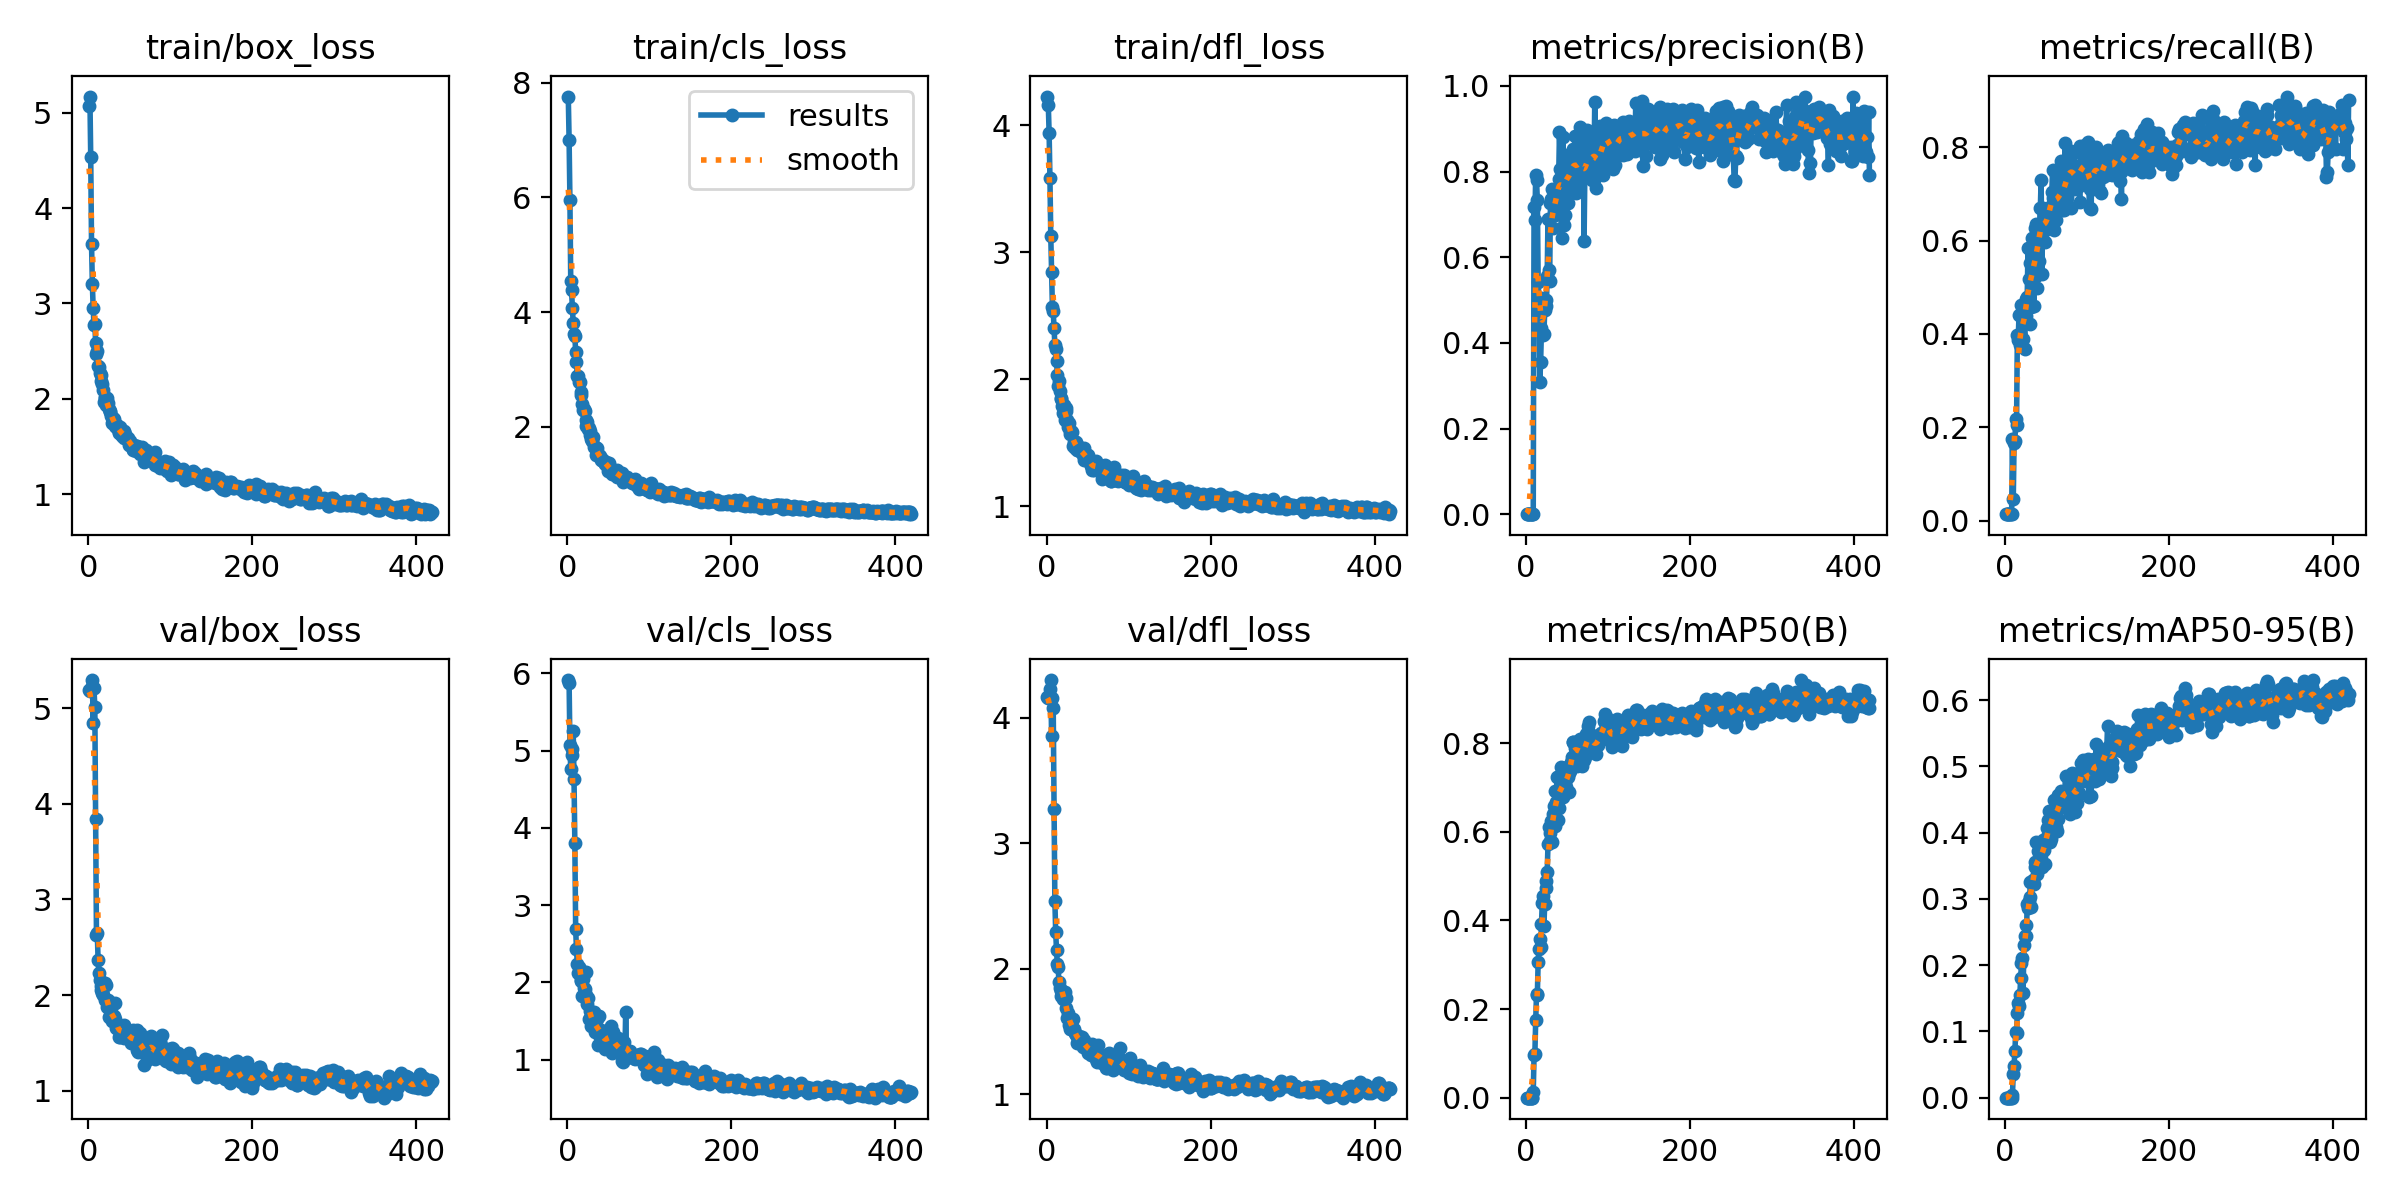 train/box_loss
train/cls_loss
train/dfl_loss
metrics/precision(B)
metrics/recall(B)
5
4
3
2
1
0 200 400
8
6
4
2
results
smooth
0 200 400
4
3
2
1
0 200 400
1.0
0.8
0.6
0.4
0.2
0.0
0 200 400
0.8
0.6
0.4
0.2
0.0
0 200 400
val/box_loss
val/cls_loss
val/dfl_loss
metrics/mAP50(B)
metrics/mAP50-95(B)
5
4
3
2
1
0 200 400
6
5
4
3
2
1
0 200 400
4
3
2
1
0 200 400
0.8
0.6
0.4
0.2
0.0
0 200 400
0.6
0.5
0.4
0.3
0.2
0.1
0.0
0 200 400